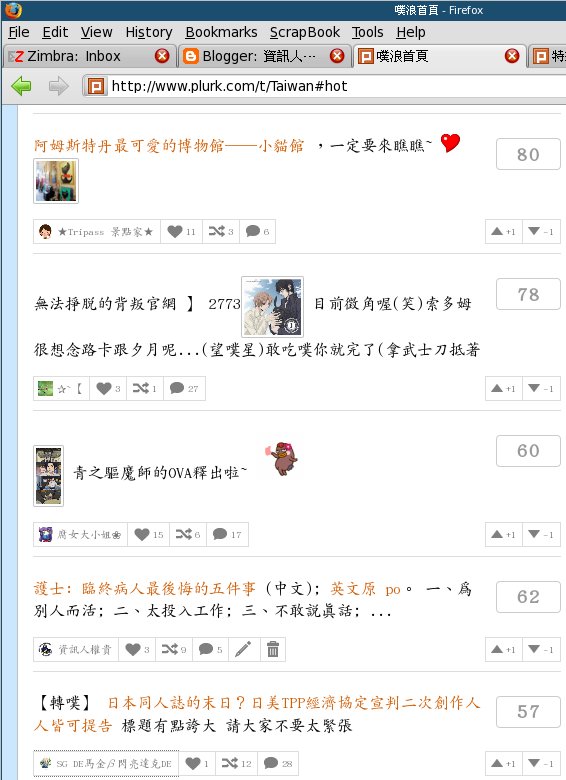 噗浪首頁 - Firefox
File Edit View History Bookmarks ScrapBook Tools Help
Zimbra: Inbox Blogger: 資訊人… 噗浪首頁 特
http://www.plurk.com/t/Taiwan#hot
阿姆斯特丹最可愛的博物館——小貓館 ，一定要來瞧瞧~
80
★Tripass 景點家★ 11 3 6 +1 -1
無法掙脫的背叛官網 】 2773 目前徵角喔(笑)索多姆
78
很想念路卡跟夕月呢...(望噗星)敢吃噗你就完了(拿武士刀抵著
☆~【 3 1 27 +1 -1
60
青之驅魔師的OVA釋出啦~
腐女大小姐❀ 15 6 17 +1 -1
護士: 臨終病人最後悔的五件事 (中文); 英文原 po。 一、為
別人而活; 二、太投入工作; 三、不敢說真話; ...
62
資訊人權貴 3 9 5 +1 -1
【轉噗】 日本同人誌的末日？日美TPP經濟協定宣判二次創作人
人皆可提告 標題有點誇大 請大家不要太緊張
57
SG DE馬金β閃亮達克DE 1 12 28 +1 -1